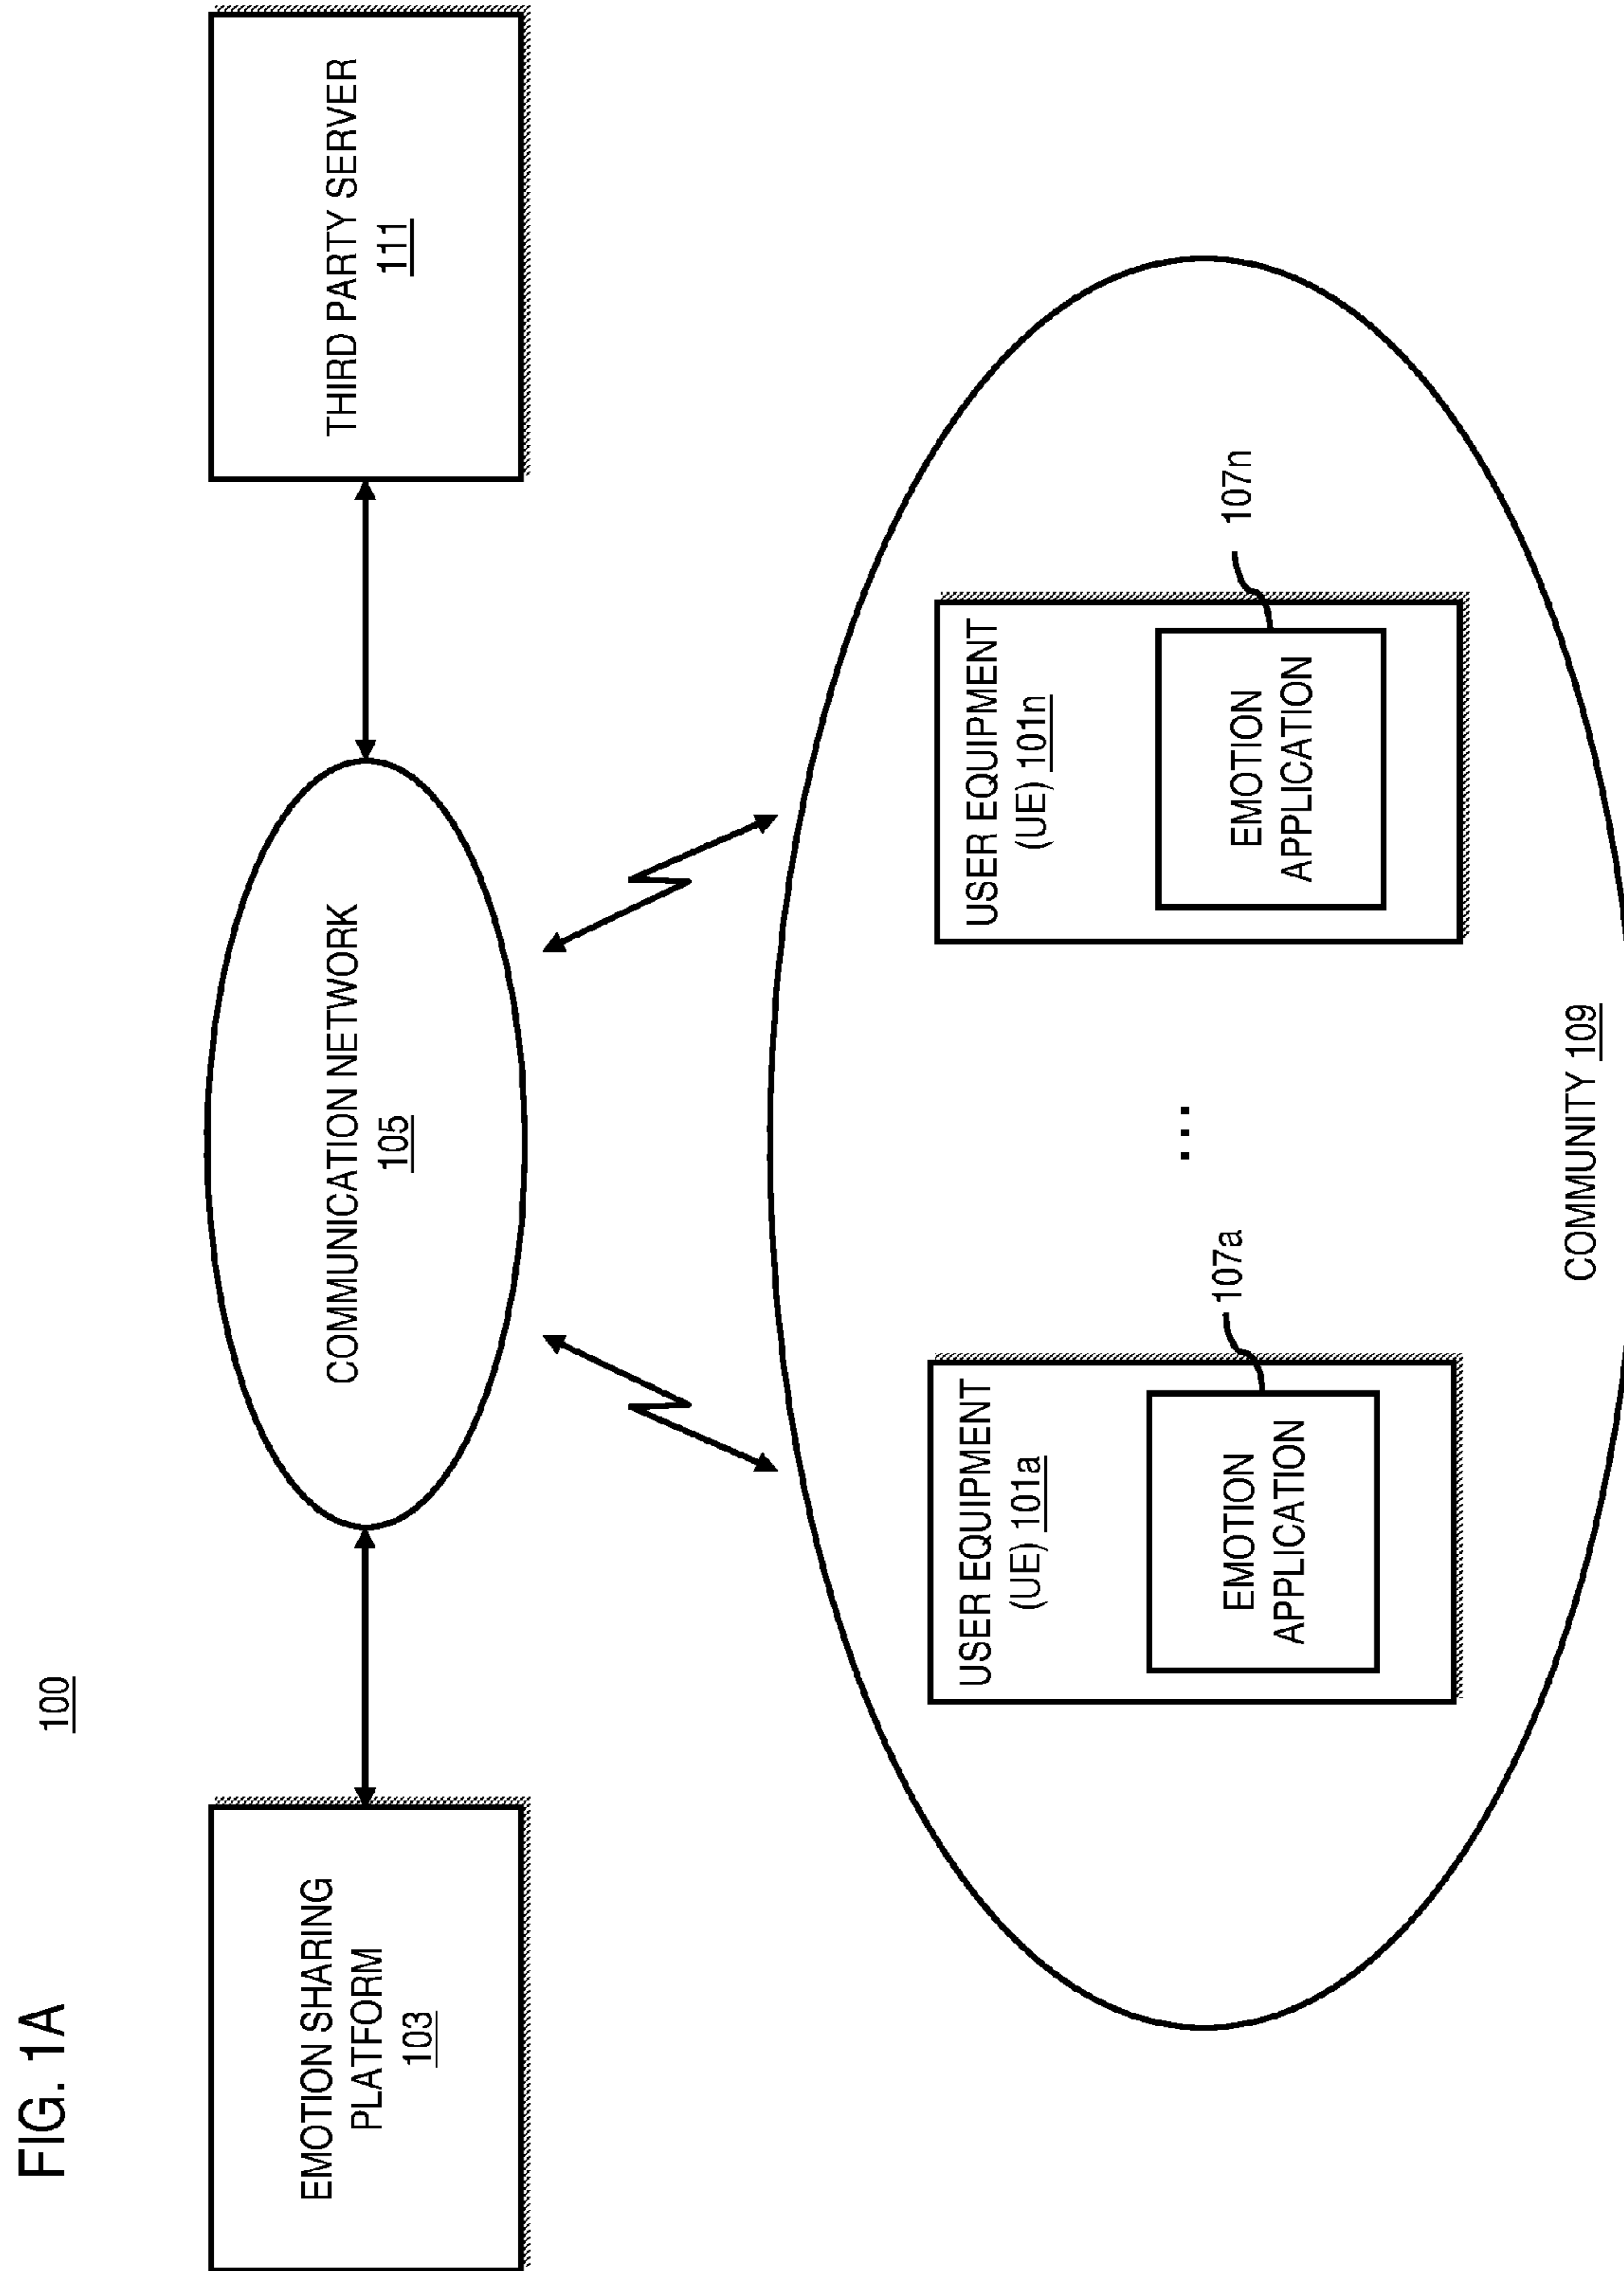 FIG. 1A
100
EMOTION SHARING
PLATFORM
103
COMMUNICATION NETWORK
105
THIRD PARTY SERVER
111
USER EQUIPMENT
(UE) 101a
107a
EMOTION
APPLICATION
...
USER EQUIPMENT
(UE) 101n
107n
EMOTION
APPLICATION
COMMUNITY 109